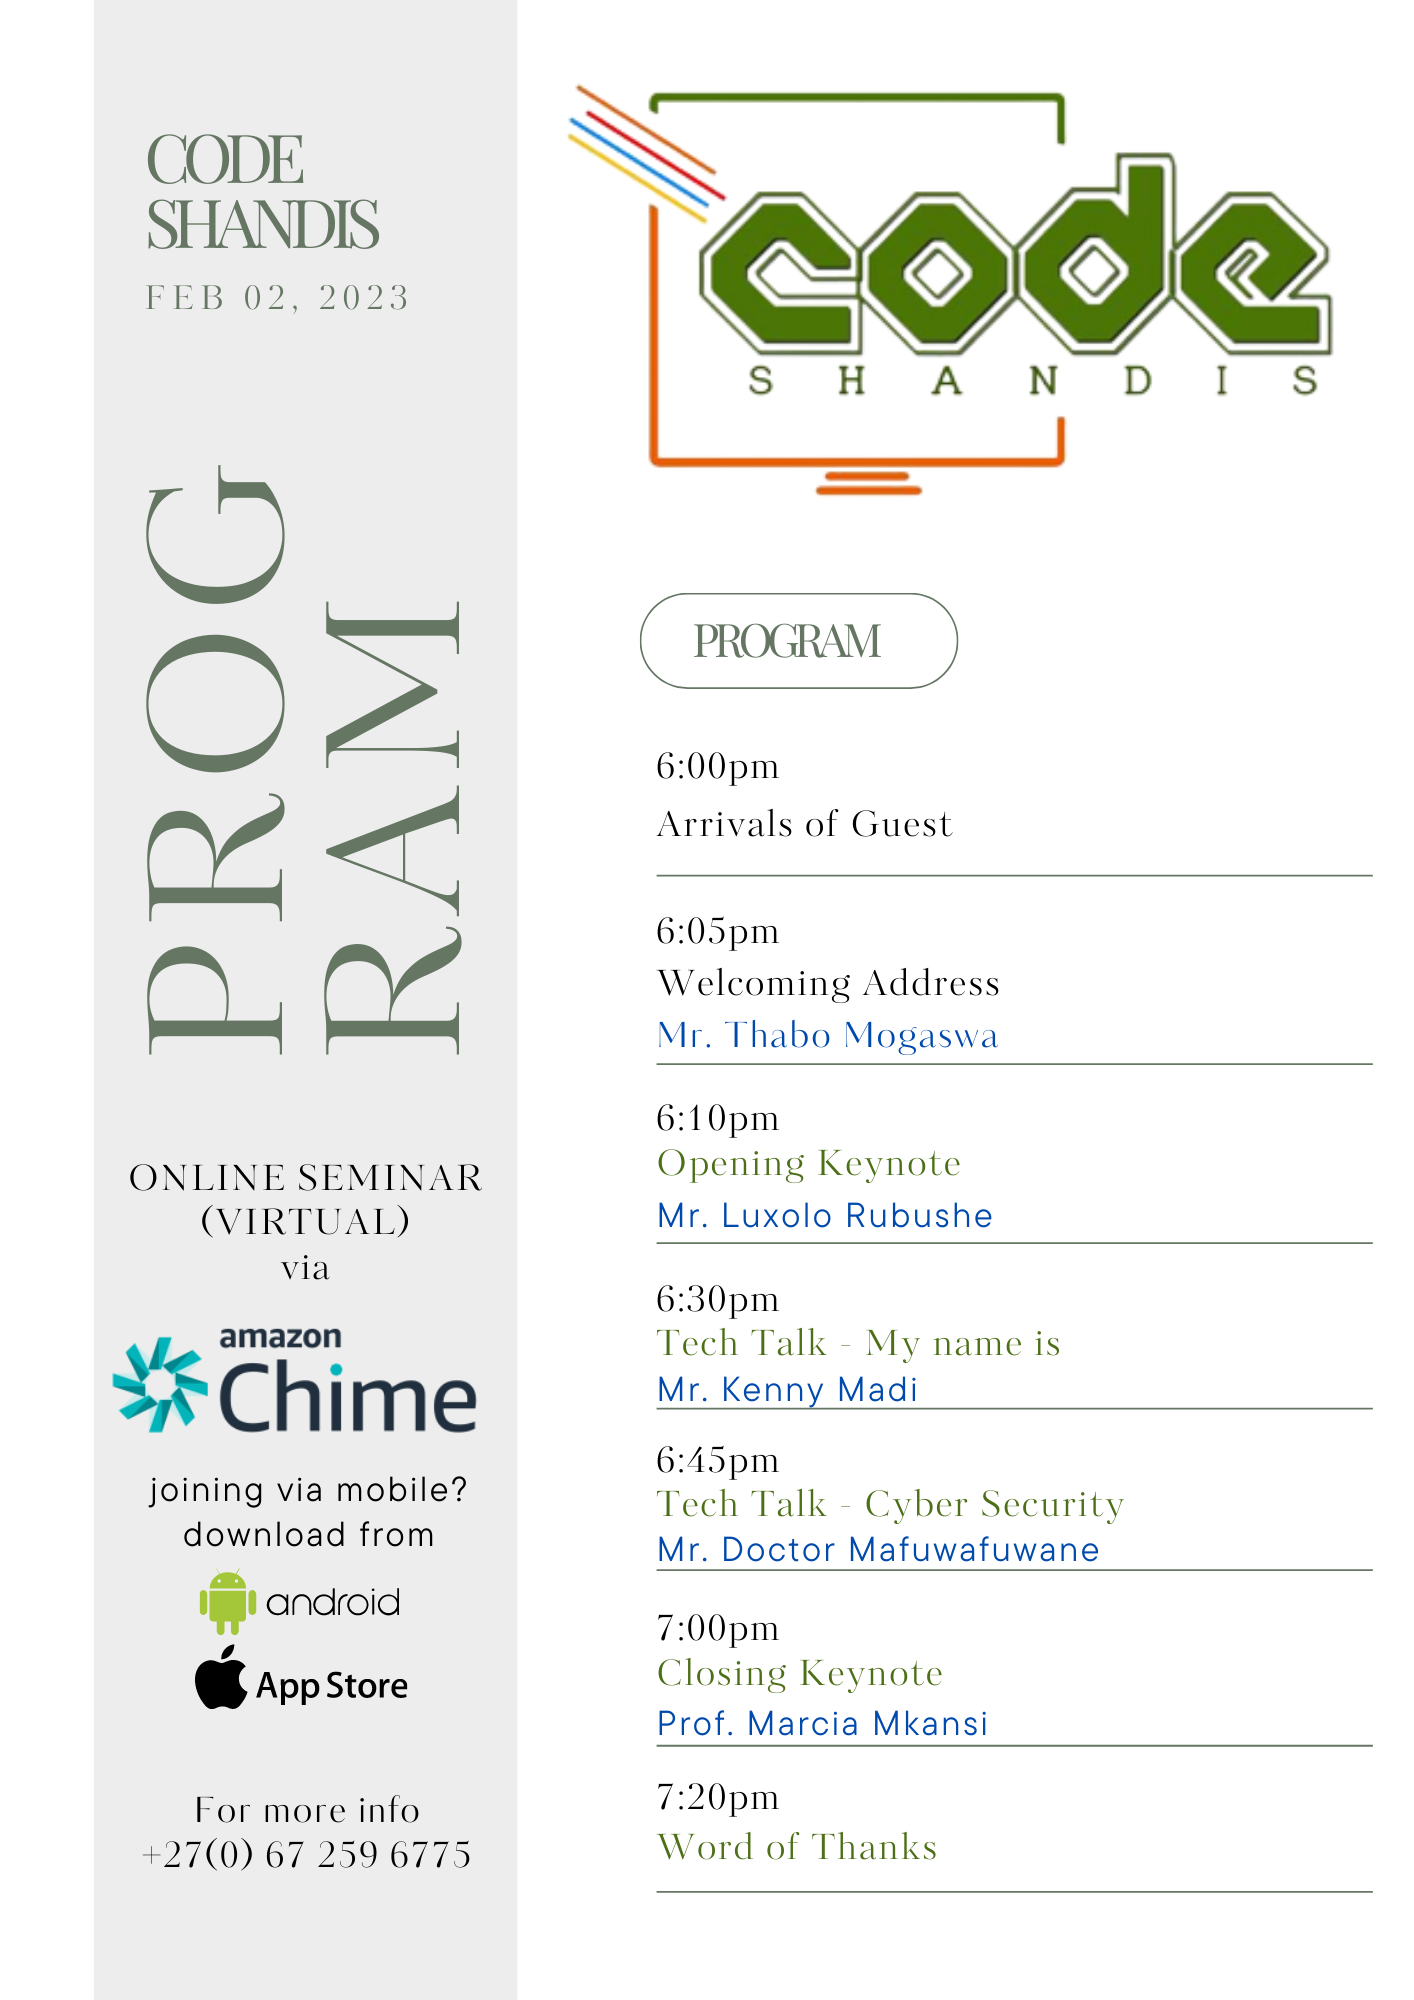 CODE
SHANDIS
FEB 02, 2023
PROG
RAM
ONLINE SEMINAR
(VIRTUAL)
via
amazon
Chime
joining via mobile?
download from
android
App Store
For more info
+27(0) 67 259 6775
code
SHANDIS
PROGRAM
6:00pm
Arrivals of Guest
6:05pm
Welcoming Address
Mr. Thabo Mogaswa
6:10pm
Opening Keynote
Mr. Luxolo Rubushe
6:30pm
Tech Talk - My name is
Mr. Kenny Madi
6:45pm
Tech Talk - Cyber Security
Mr. Doctor Mafuwafuwane
7:00pm
Closing Keynote
Prof. Marcia Mkansi
7:20pm
Word of Thanks